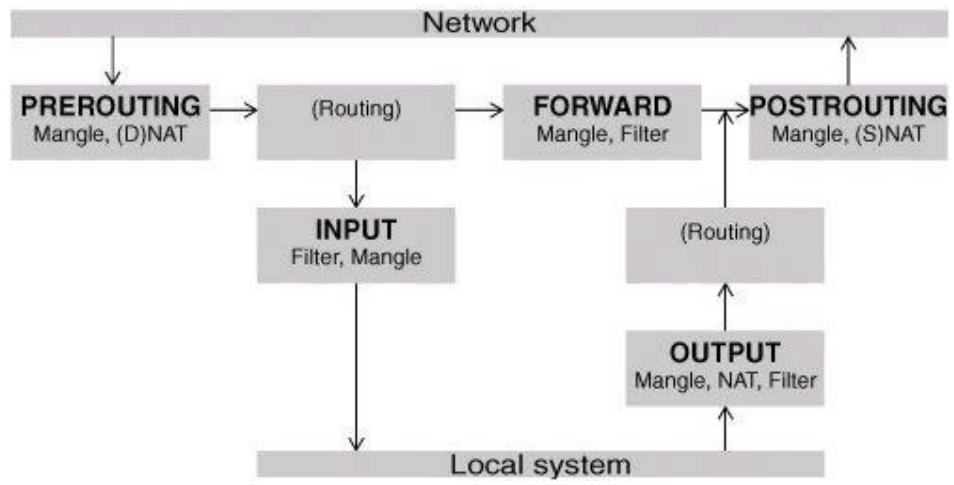 Network
PREROUTING
Mangle, (D)NAT
(Routing)
FORWARD
Mangle, Filter
POSTROUTING
Mangle, (S)NAT
INPUT
Filter, Mangle
(Routing)
OUTPUT
Mangle, NAT, Filter
Local system